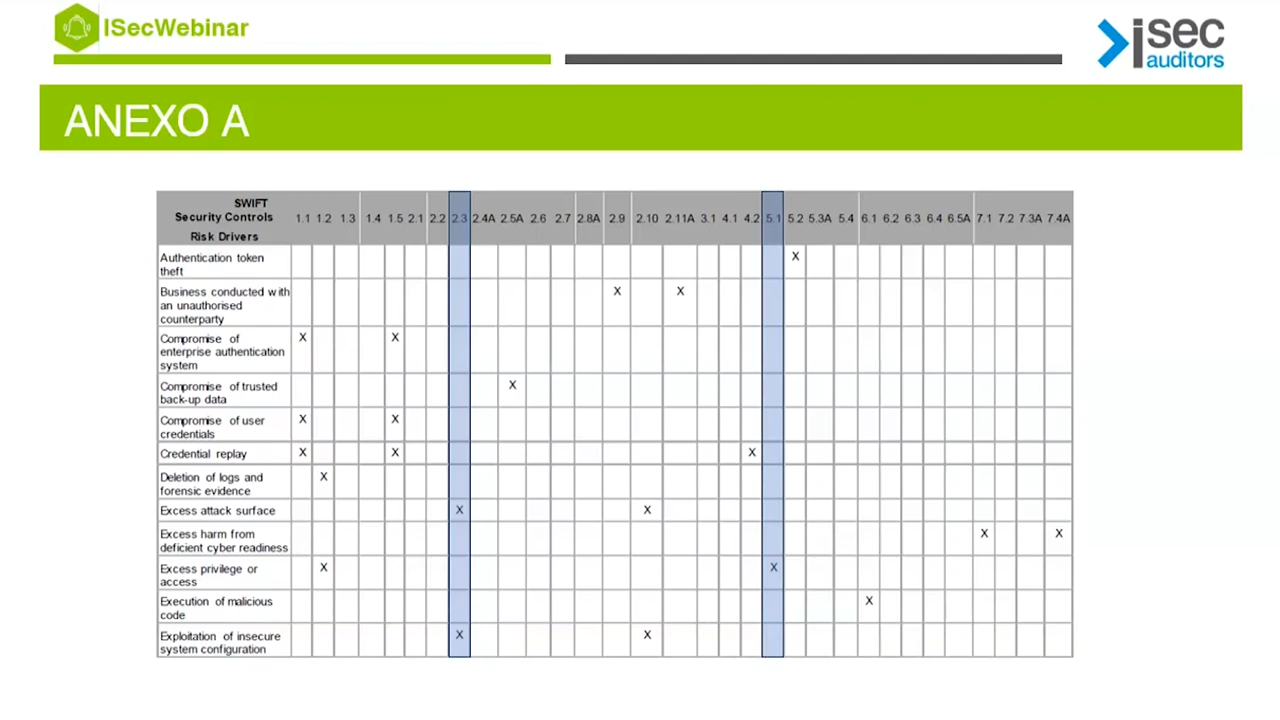 ISecWebinar
isec
auditors
ANEXO A
SWIFT
Security Controls
Risk Drivers
1.1 1.2 1.3 1.4 1.5 2.1 2.2 2.3 2.4A 2.5A 2.6 2.7 2.8A 2.9 2.10 2.11A 3.1 4.1 4.2 5.1 5.2 5.3A 5.4 6.1 6.2 6.3 6.4 6.5A 7.1 7.2 7.3A 7.4A
Authentication token X
theft
Business conducted with X X
an unauthorised
counterparty
Compromise of X X
enterprise authentication
system
Compromise of trusted X
back-up data
Compromise of user X X
credentials
Credential replay X X X
Deletion of logs and X
forensic evidence
Excess attack surface X X
Excess harm from X X
deficient cyber readiness
Excess privilege or X X
access
Execution of malicious X
code
Exploitation of insecure X X
system configuration